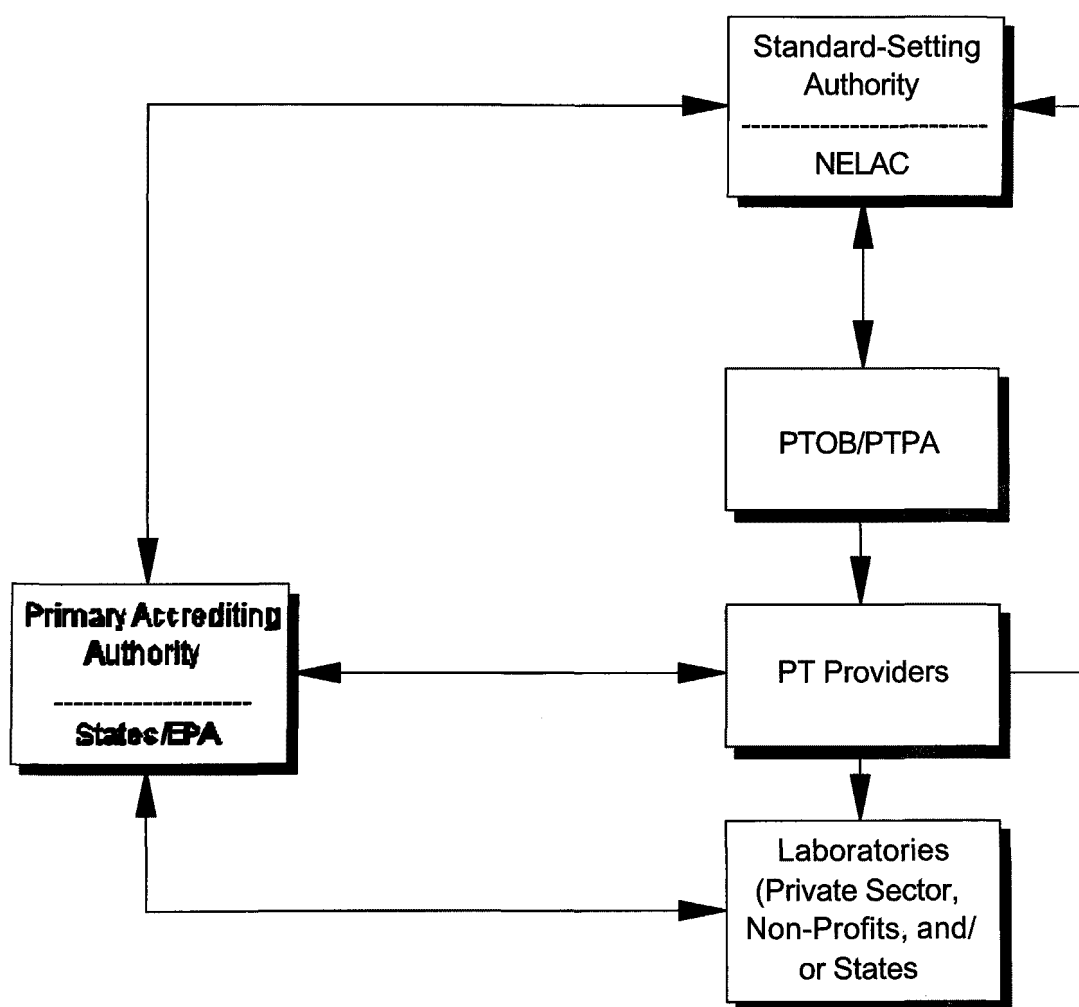 Standard-Setting
Authority
NELAC
PTOB/PTPA
Primary Accrediting
Authority
States/EPA
PT Providers
Laboratories
(Private Sector,
Non-Profits, and/
or States